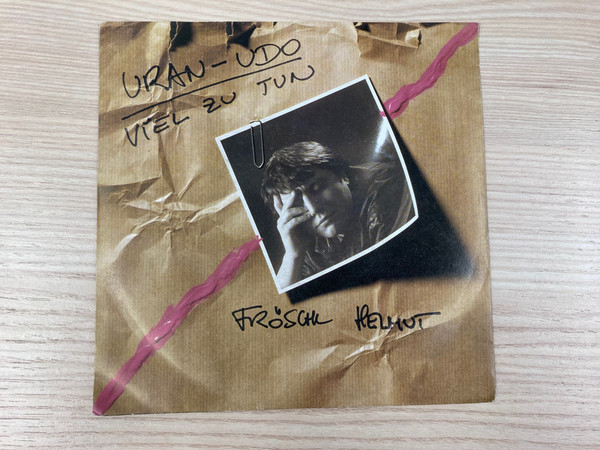 URAN-UDO
VIEL ZU TUN
FRÖSCHL HELMUT